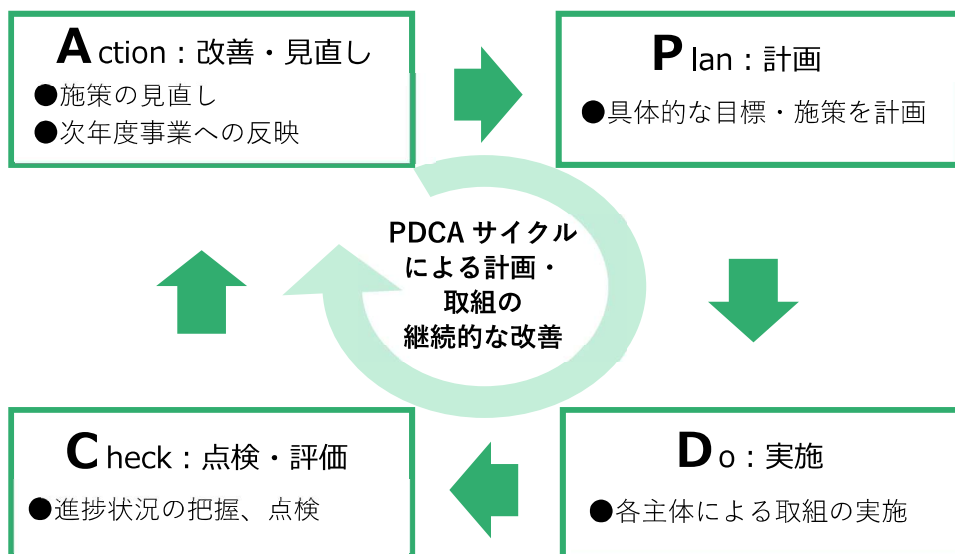 Action：改善・見直し
●施策の見直し
●次年度事業への反映
Plan：計画
●具体的な目標・施策を計画
PDCA サイクル
による計画・
取組の
継続的な改善
Check：点検・評価
●進捗状況の把握、点検
Do：実施
●各主体による取組の実施